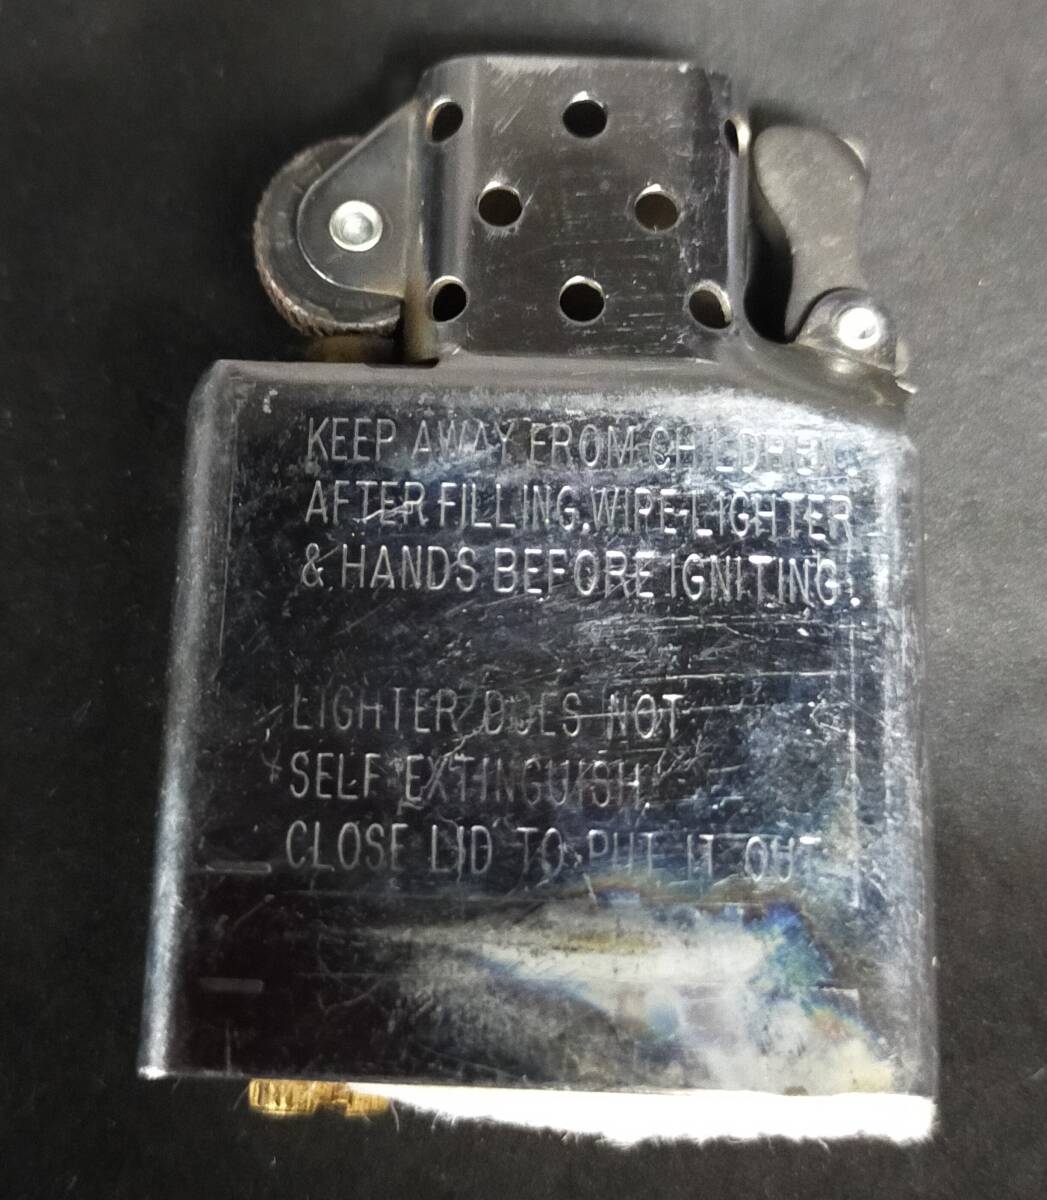 KEEP AWAY FROM CHILDREN.
AFTER FILLING, WIPE LIGHTER
& HANDS BEFORE IGNITING.
LIGHTER DOES NOT
SELF EXTINGUISH.
CLOSE LID TO PUT IT OUT